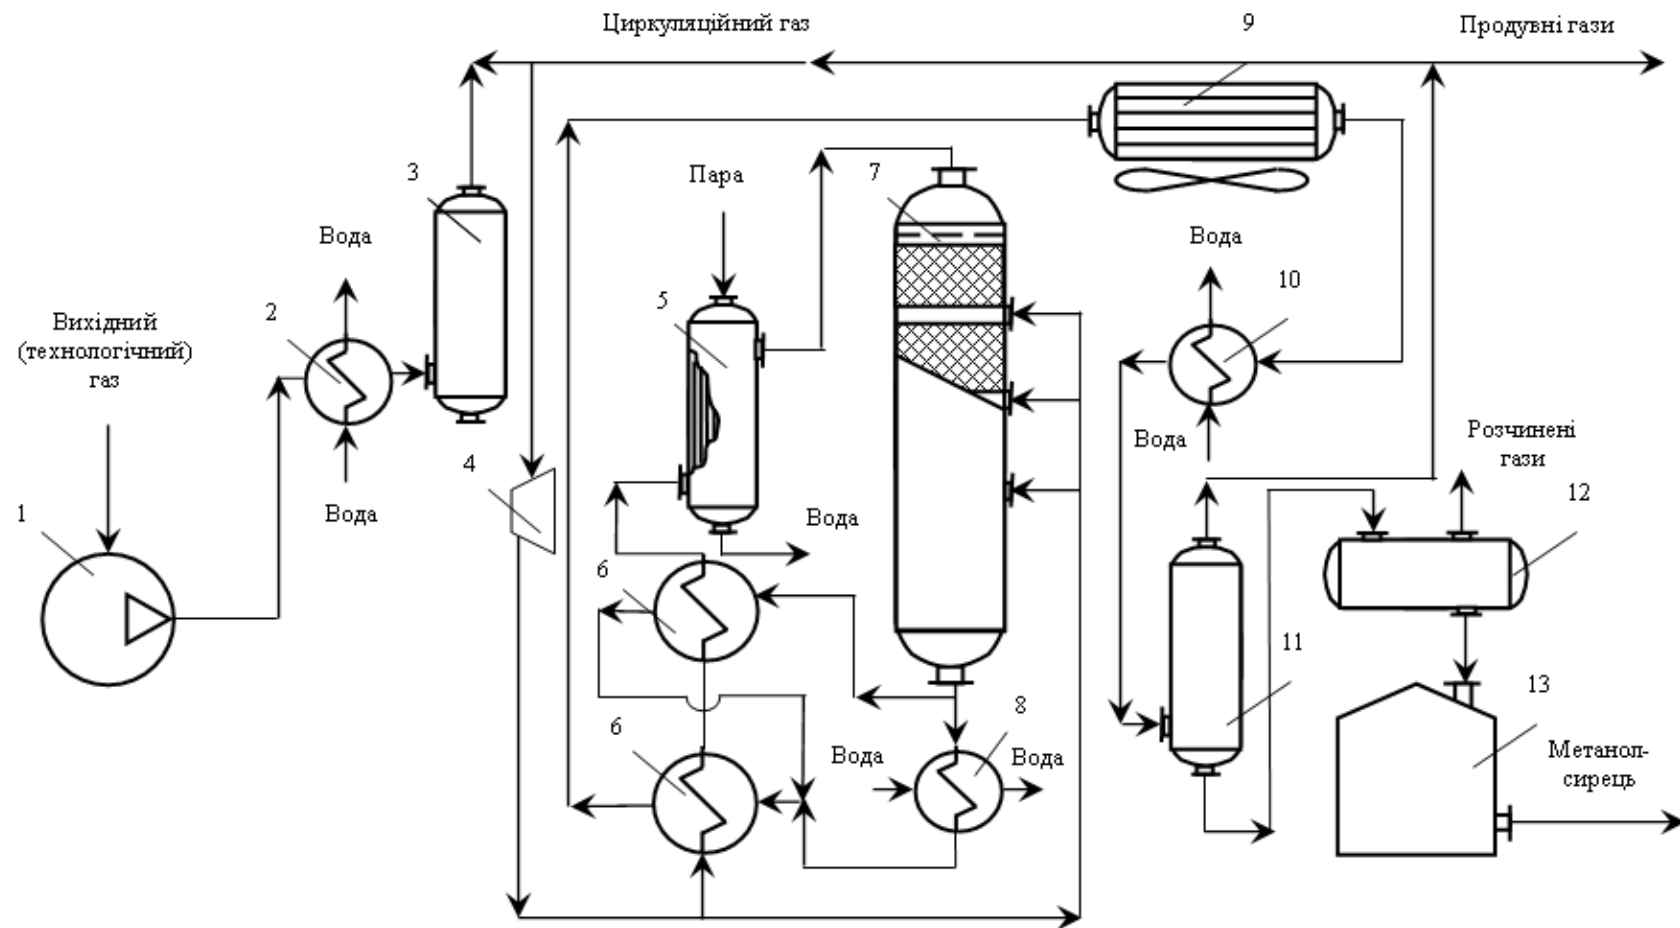 Циркуляційний газ
9
Продувні гази
3
Пара
7
Вода
Вода
2
5
10
Вихідний
(технологічний)
газ
4
Вода
Розчинені
гази
1
Вода
Вода
12
6
11
6
8
13
Вода
Вода
Метанол-
сирець